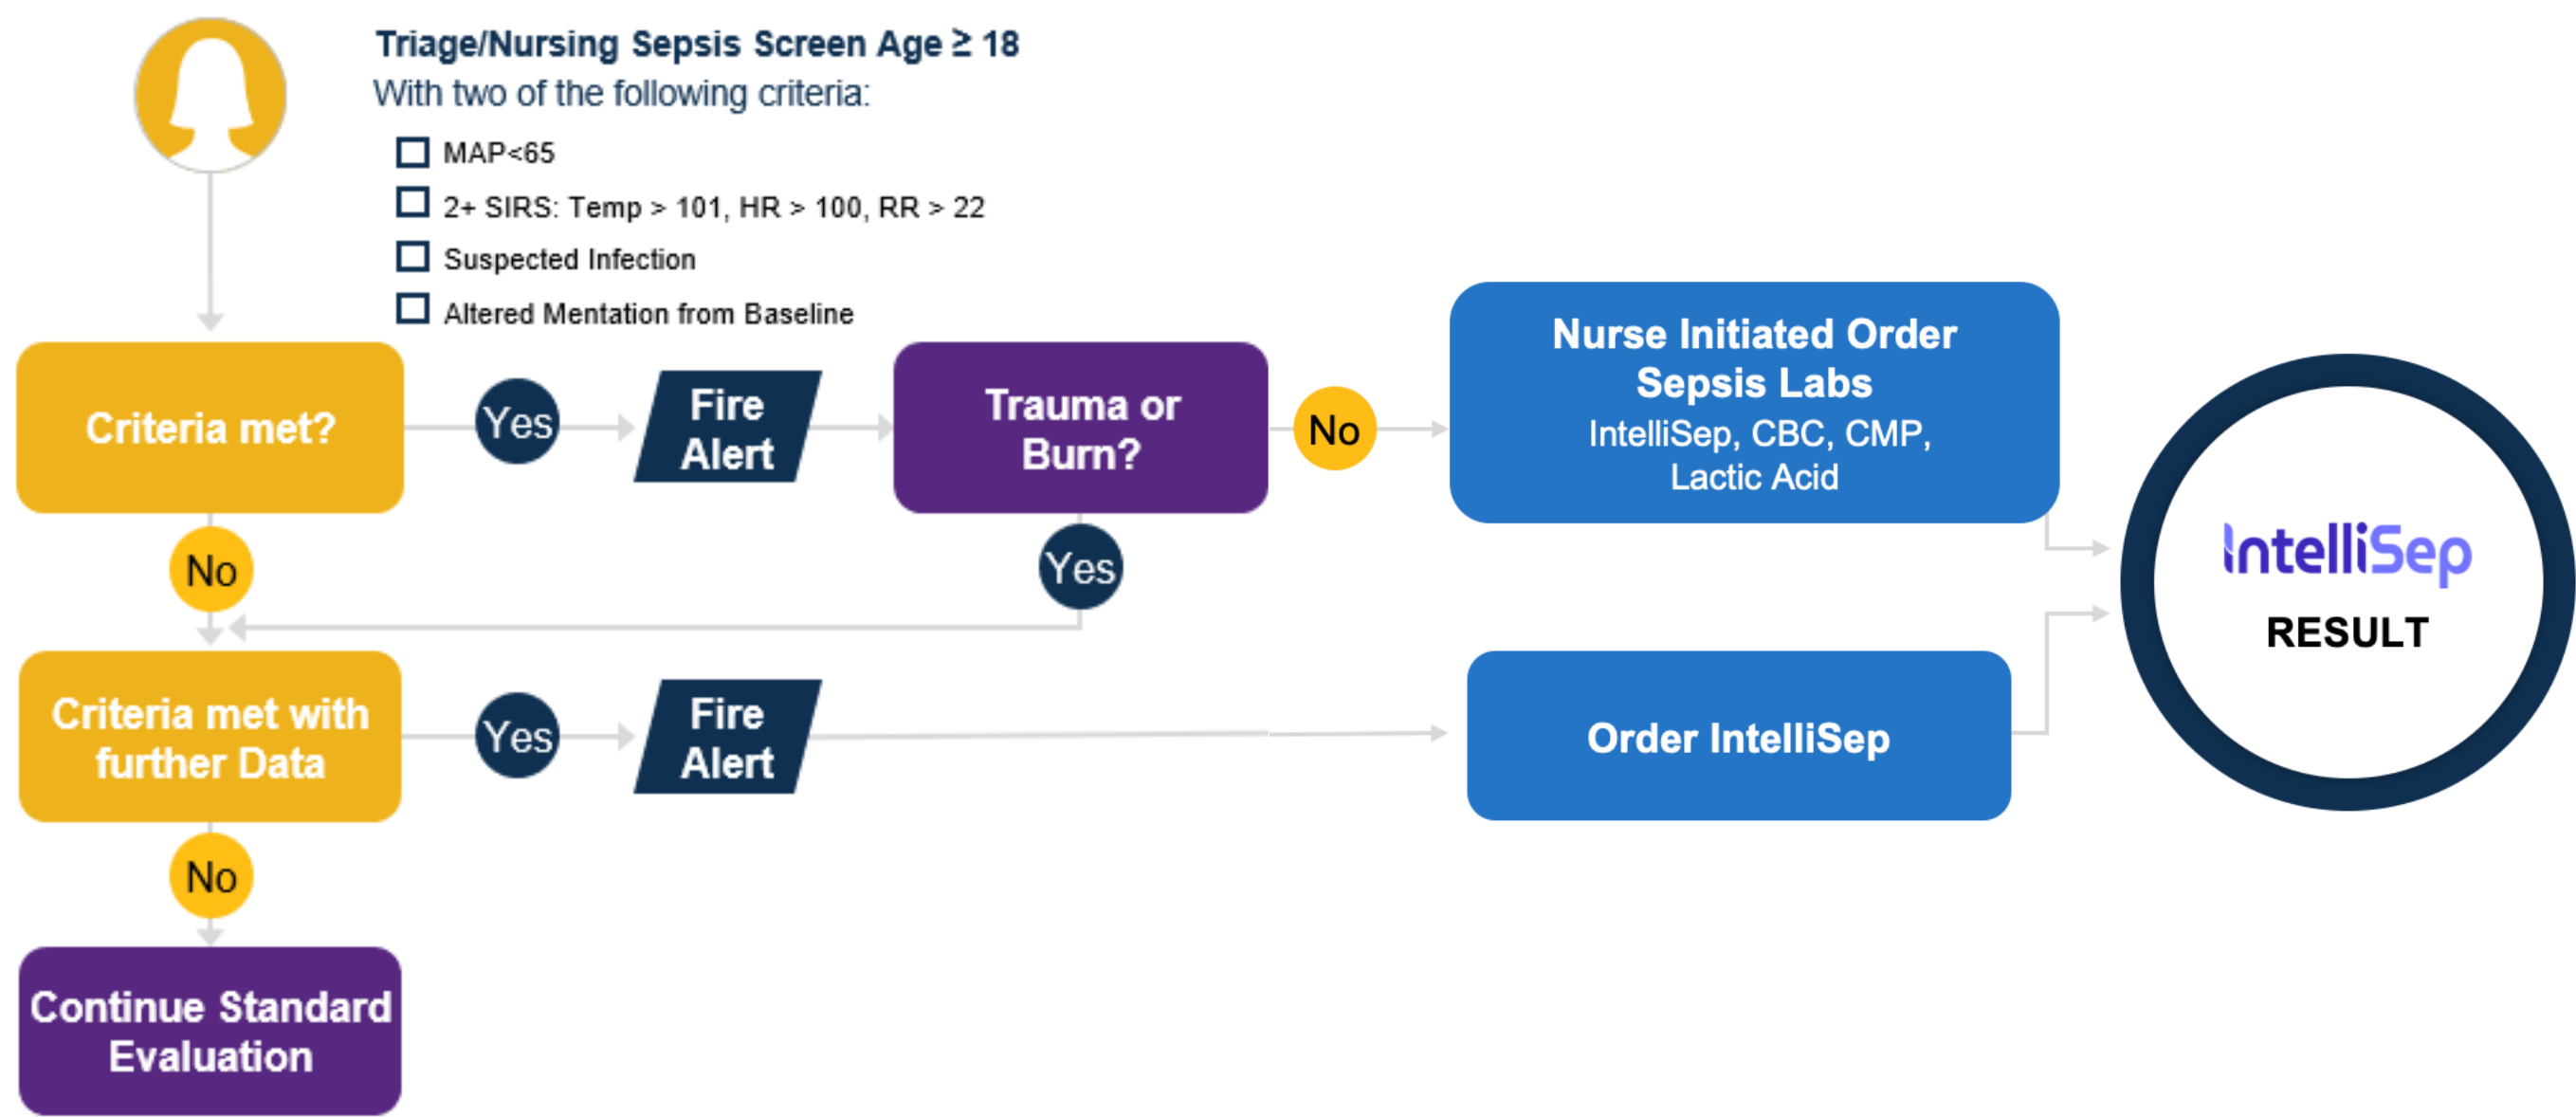 Triage/Nursing Sepsis Screen Age ≥ 18
With two of the following criteria:
MAP<65
2+ SIRS: Temp > 101, HR > 100, RR > 22
Suspected Infection
Altered Mentation from Baseline
Criteria met?
Yes
Fire
Alert
Trauma or
Burn?
No
Nurse Initiated Order
Sepsis Labs
IntelliSep, CBC, CMP,
Lactic Acid
No
Yes
IntelliSep
RESULT
Criteria met with
further Data
Yes
Fire
Alert
Order IntelliSep
No
Continue Standard
Evaluation